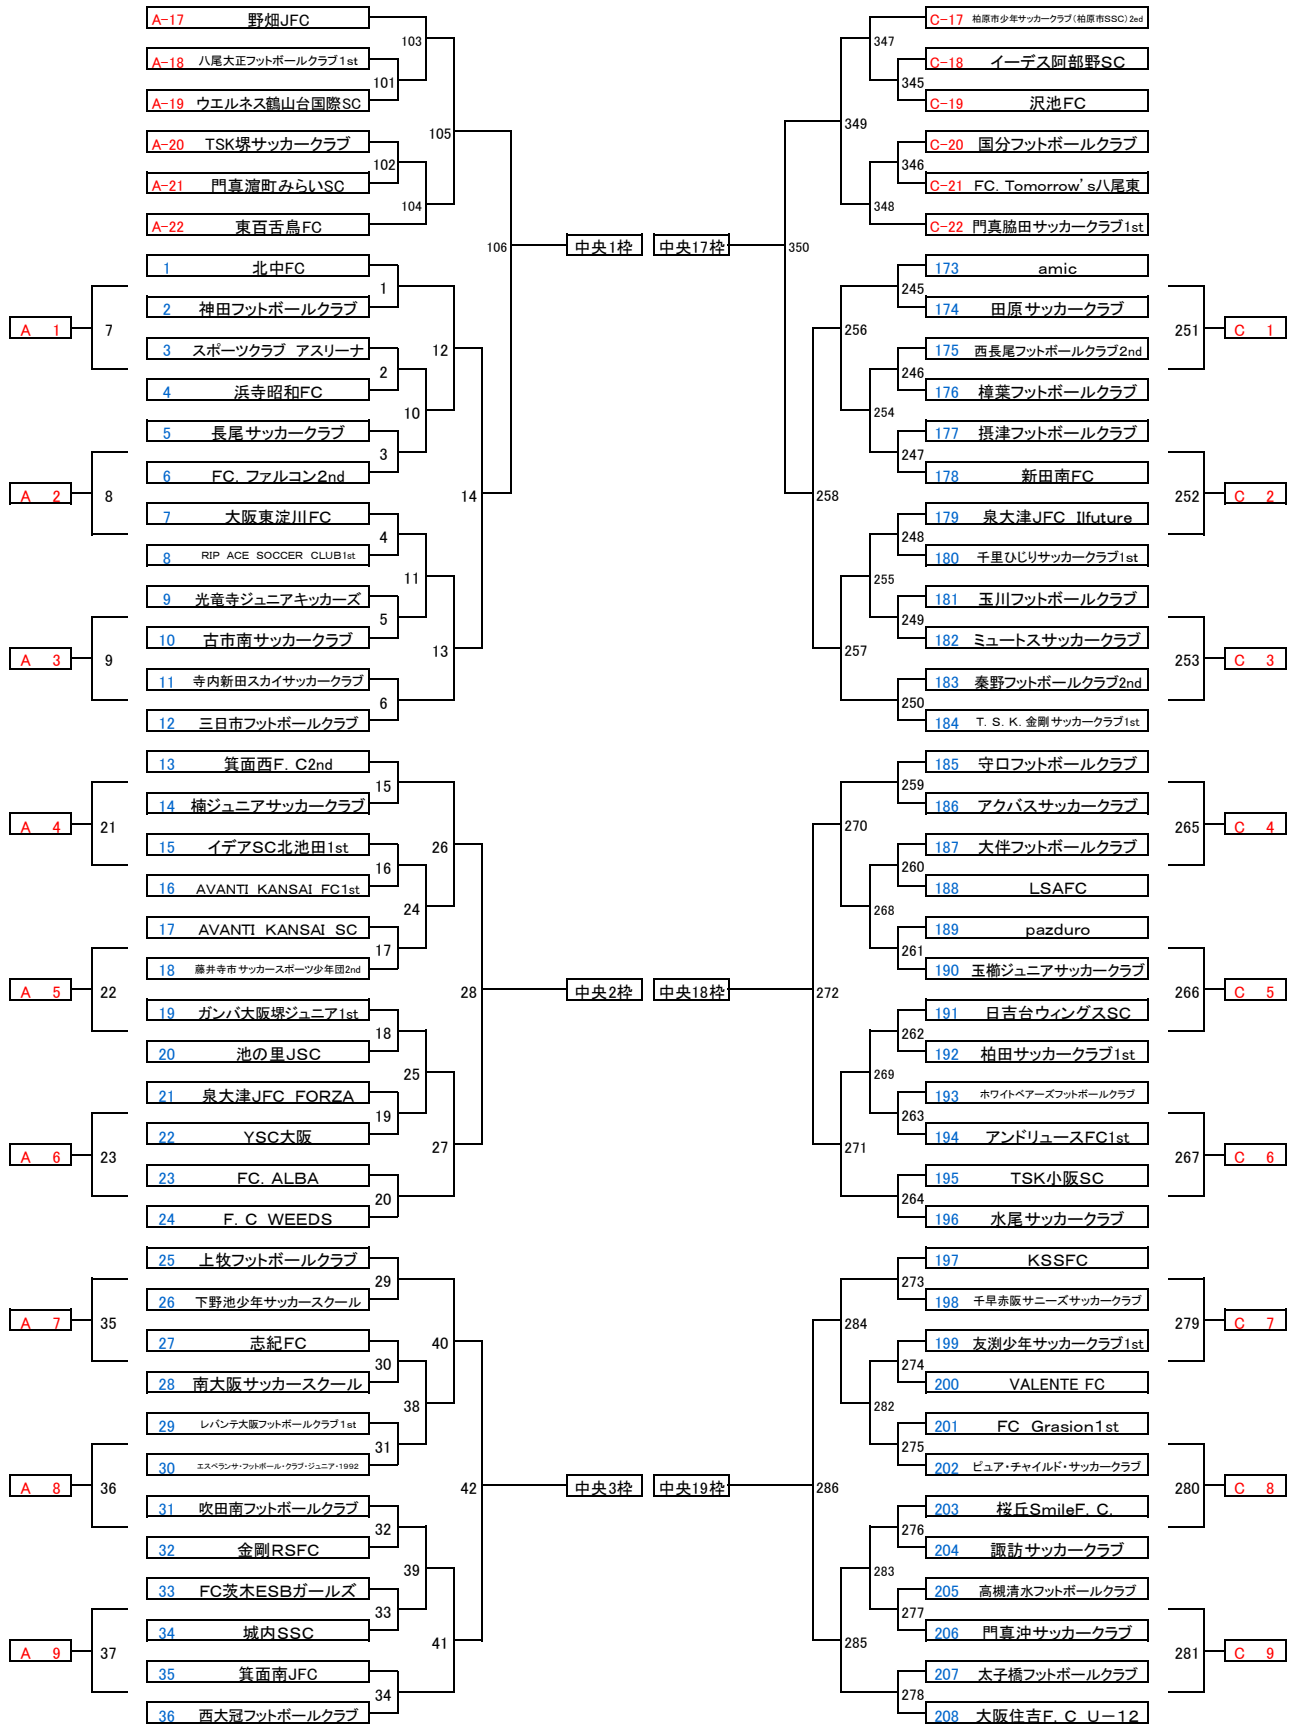 A-17 野畑JFC
103
A-18 八尾大正フットボールクラブ1st
101
A-19 ウエルネス鶴山台国際SC
105
A-20 TSK堺サッカークラブ
102
A-21 門真濵町みらいSC
104
A-22 東百舌鳥FC
106
中央1枠
1 北中FC
1
2 神田フットボールクラブ
A 1
7
12
3 スポーツクラブ アスリーナ
2
4 浜寺昭和FC
10
5 長尾サッカークラブ
3
6 FC. ファルコン2nd
A 2
8
14
7 大阪東淀川FC
4
8 RIP ACE SOCCER CLUB1st
11
9 光竜寺ジュニアキッカーズ
5
10 古市南サッカークラブ
A 3
9
13
11 寺内新田スカイサッカークラブ
6
12 三日市フットボールクラブ
13 箕面西F. C2nd
15
14 楠ジュニアサッカークラブ
A 4
21
26
15 イデアSC北池田1st
16
16 AVANTI KANSAI FC1st
24
17 AVANTI KANSAI SC
17
18 藤井寺市サッカースポーツ少年団2nd
A 5
22
28
中央2枠
19 ガンバ大阪堺ジュニア1st
18
20 池の里JSC
25
21 泉大津JFC FORZA
19
22 YSC大阪
A 6
23
27
23 FC. ALBA
20
24 F. C WEEDS
25 上牧フットボールクラブ
29
26 下野池少年サッカースクール
A 7
35
40
27 志紀FC
30
28 南大阪サッカースクール
38
29 レバンテ大阪フットボールクラブ1st
31
30 エスペランサ・フットボール・クラブ・ジュニア・1992
A 8
36
42
中央3枠
31 吹田南フットボールクラブ
32
32 金剛RSFC
39
33 FC茨木ESBガールズ
33
34 城内SSC
A 9
37
41
35 箕面南JFC
34
36 西大冠フットボールクラブ
C-17 柏原市少年サッカークラブ(柏原市SSC)2ed
347
C-18 イーデス阿部野SC
345
C-19 沢池FC
349
C-20 国分フットボールクラブ
346
C-21 FC. Tomorrow's八尾東
348
C-22 門真脇田サッカークラブ1st
中央17枠
350
173 amic
245
174 田原サッカークラブ
256
251
C 1
175 西長尾フットボールクラブ2nd
246
176 樟葉フットボールクラブ
254
177 摂津フットボールクラブ
247
178 新田南FC
258
252
C 2
179 泉大津JFC Ilfuture
248
180 千里ひじりサッカークラブ1st
255
181 玉川フットボールクラブ
249
182 ミュートスサッカークラブ
257
253
C 3
183 秦野フットボールクラブ2nd
250
184 T. S. K. 金剛サッカークラブ1st
185 守口フットボールクラブ
259
186 アクバスサッカークラブ
270
265
C 4
187 大伴フットボールクラブ
260
188 LSAFC
268
189 pazduro
261
190 玉櫛ジュニアサッカークラブ
中央18枠
272
266
C 5
191 日吉台ウィングスSC
262
192 柏田サッカークラブ1st
269
193 ホワイトベアーズフットボールクラブ
263
194 アンドリュースFC1st
271
267
C 6
195 TSK小阪SC
264
196 水尾サッカークラブ
197 KSSFC
273
198 千早赤阪サニーズサッカークラブ
284
279
C 7
199 友渕少年サッカークラブ1st
274
200 VALENTE FC
282
201 FC Grasion1st
275
202 ピュア・チャイルド・サッカークラブ
中央19枠
286
280
C 8
203 桜丘SmileF. C.
276
204 諏訪サッカークラブ
283
205 高槻清水フットボールクラブ
277
206 門真沖サッカークラブ
285
281
C 9
207 太子橋フットボールクラブ
278
208 大阪住吉F. C U-12